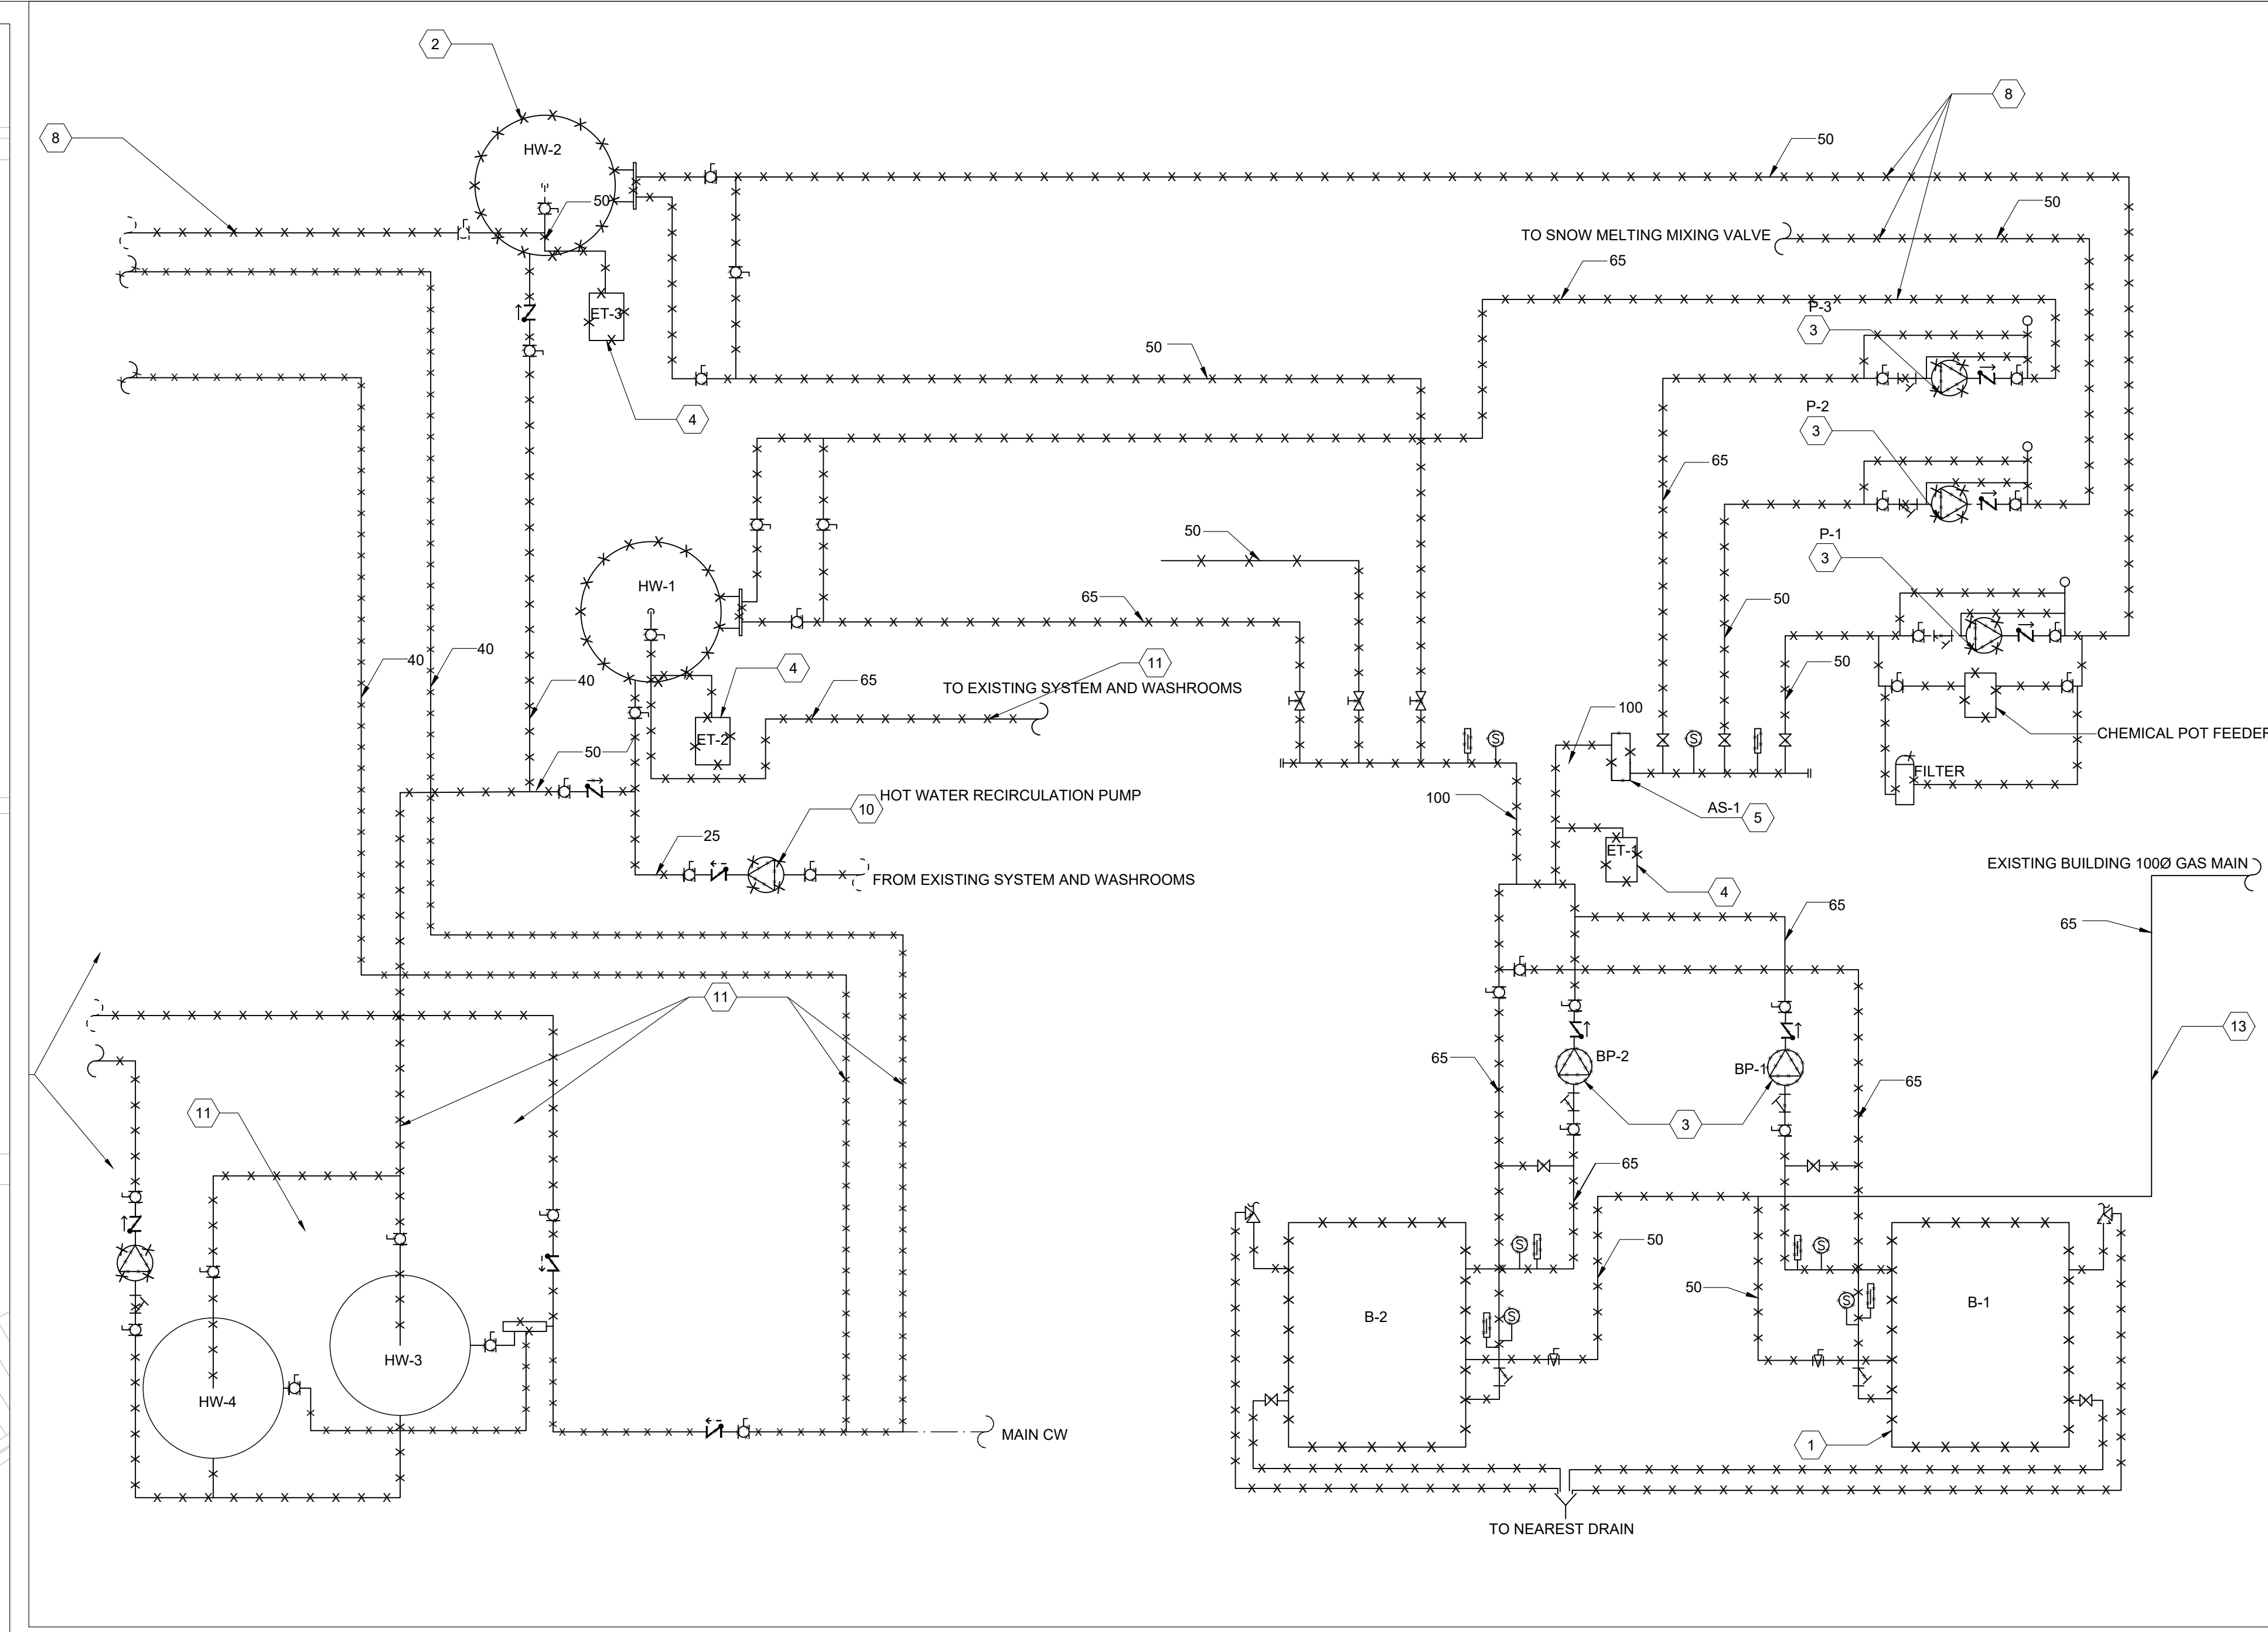 2
8
HW-2
50
8
50
TO SNOW MELTING MIXING VALVE
50
65
50
ET-3
4
P-3
3
P-2
3
65
P-1
3
50
50
HW-1
65
40
40
40
50
4
65
11
TO EXISTING SYSTEM AND WASHROOMS
ET-2
50
100
100
CHEMICAL POT FEEDER
FILTER
AS-1
5
S
S
10
HOT WATER RECIRCULATION PUMP
25
FROM EXISTING SYSTEM AND WASHROOMS
ET-1
4
EXISTING BUILDING 100Ø GAS MAIN
65
65
11
13
65
BP-2
BP-1
65
3
11
65
50
50
S
S
S
S
B-2
B-1
HW-3
HW-4
MAIN CW
1
TO NEAREST DRAIN